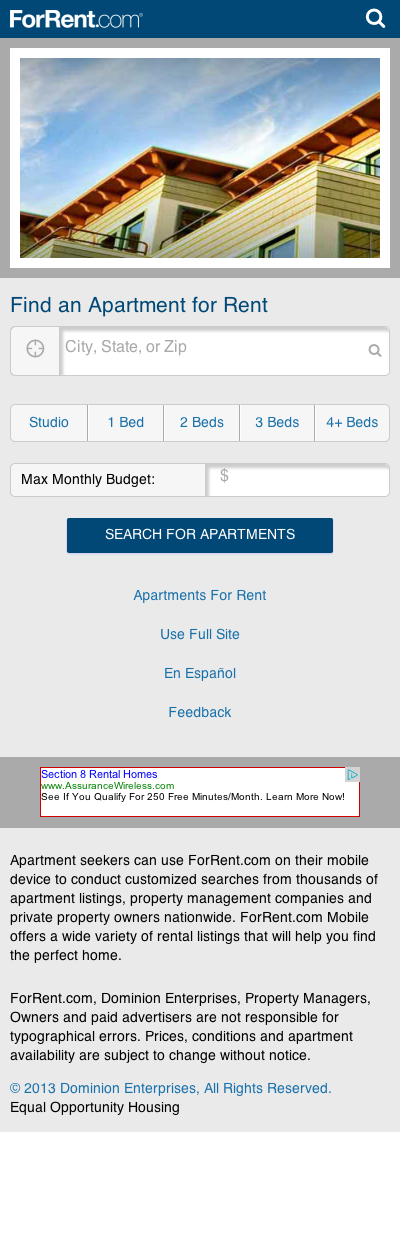 ForRent.com®
Find an Apartment for Rent
City, State, or Zip
Studio 1 Bed 2 Beds 3 Beds 4+ Beds
Max Monthly Budget: $
SEARCH FOR APARTMENTS
Apartments For Rent
Use Full Site
En Español
Feedback
Section 8 Rental Homes
www.AssuranceWireless.com
See If You Qualify For 250 Free Minutes/Month. Learn More Now!
Apartment seekers can use ForRent.com on their mobile
device to conduct customized searches from thousands of
apartment listings, property management companies and
private property owners nationwide. ForRent.com Mobile
offers a wide variety of rental listings that will help you find
the perfect home.
ForRent.com, Dominion Enterprises, Property Managers,
Owners and paid advertisers are not responsible for
typographical errors. Prices, conditions and apartment
availability are subject to change without notice.
© 2013 Dominion Enterprises, All Rights Reserved.
Equal Opportunity Housing